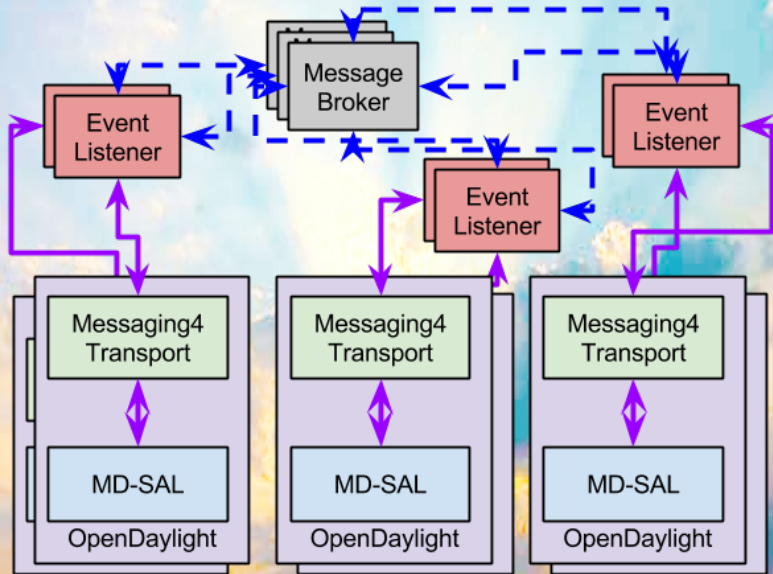 Message
Broker
Event
Listener
Event
Listener
Event
Listener
Messaging4
Transport
MD-SAL
OpenDaylight
Messaging4
Transport
MD-SAL
OpenDaylight
Messaging4
Transport
MD-SAL
OpenDaylight